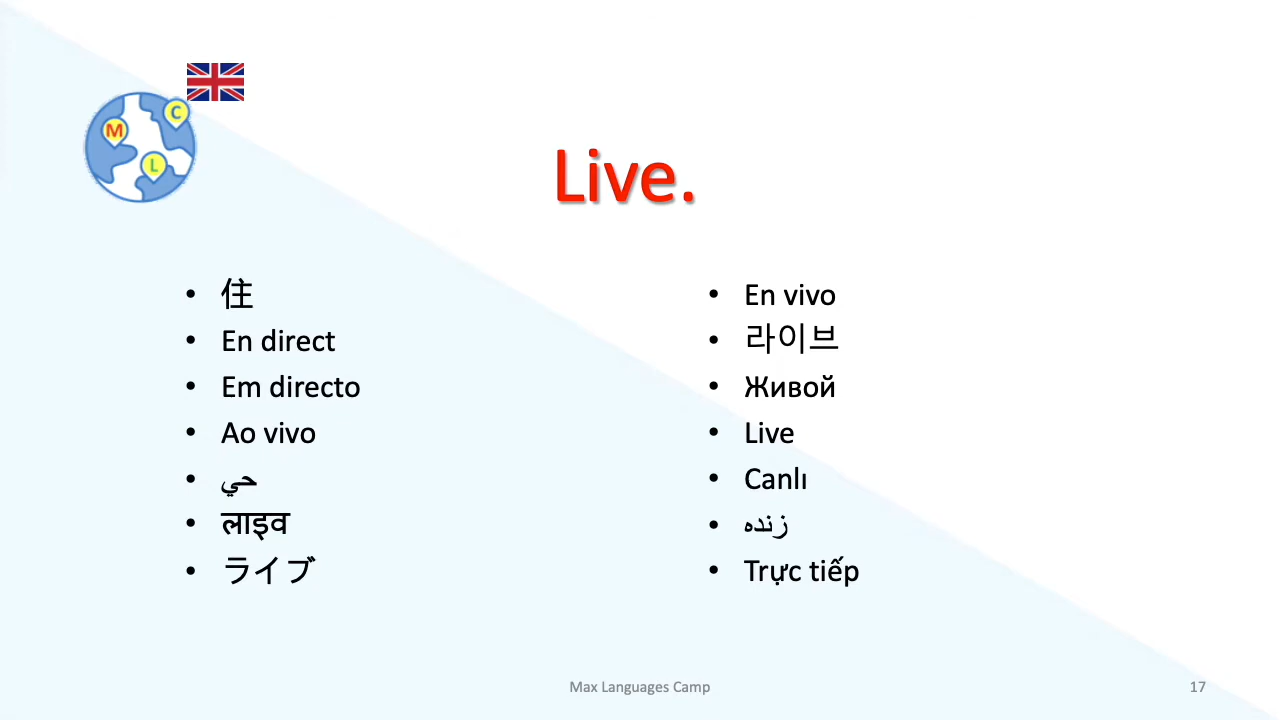 C
M
L
Live.
• 住
• En direct
• Em directo
• Ao vivo
• حي
• लाइव
• ライブ
• En vivo
• 라이브
• Живой
• Live
• Canlı
• زنده
• Trực tiếp
Max Languages Camp
17